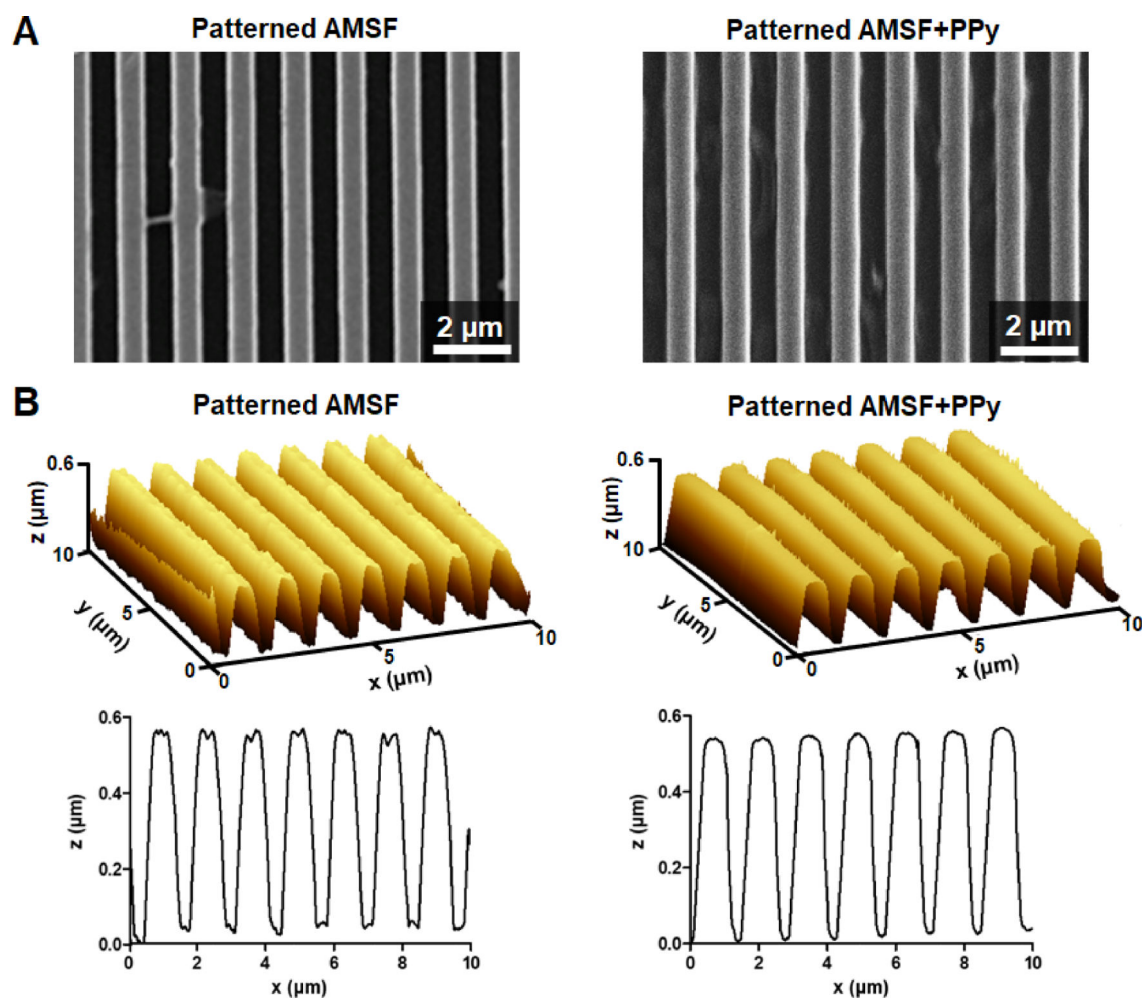 A
Patterned AMSF
Patterned AMSF+PPy
2 µm
2 µm
B
Patterned AMSF
Patterned AMSF+PPy
0.6
z (µm)
10
y (µm)
5
0
0
x (µm)
5
10
0.6
z (µm)
10
y (µm)
5
0
0
x (µm)
5
10
0.6
0.4
0.2
0.0
z (µm)
0 2 4 6 8 10
x (µm)
0.6
0.4
0.2
0.0
z (µm)
0 2 4 6 8 10
x (µm)